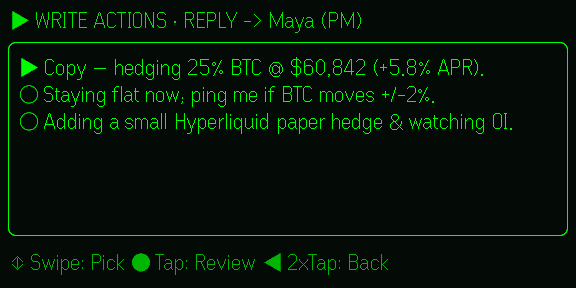 ▶ WRITE ACTIONS · REPLY -> Maya (PM)
▶ Copy — hedging 25% BTC @ $60,842 (+5.8% APR).
○ Staying flat now; ping me if BTC moves +/-2%.
○ Adding a small Hyperliquid paper hedge & watching OI.
⇕ Swipe: Pick ● Tap: Review ◀ 2xTap: Back